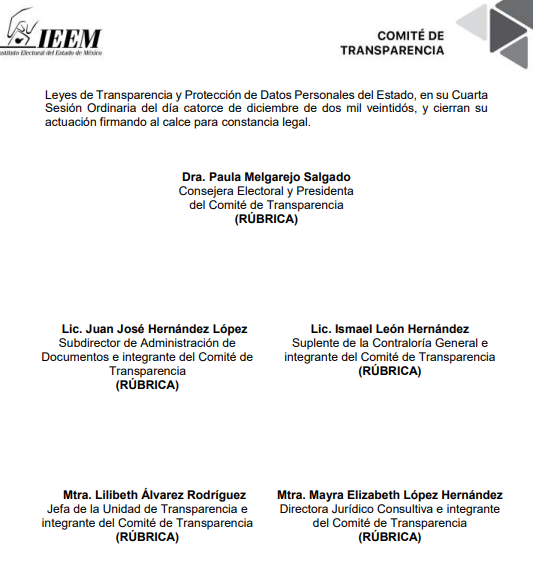 IEEM
Instituto Electoral del Estado de México
COMITÉ DE
TRANSPARENCIA
Leyes de Transparencia y Protección de Datos Personales del Estado, en su Cuarta
Sesión Ordinaria del día catorce de diciembre de dos mil veintidós, y cierran su
actuación firmando al calce para constancia legal.
Dra. Paula Melgarejo Salgado
Consejera Electoral y Presidenta
del Comité de Transparencia
(RÚBRICA)
Lic. Juan José Hernández López
Subdirector de Administración de
Documentos e integrante del Comité de
Transparencia
(RÚBRICA)
Lic. Ismael León Hernández
Suplente de la Contraloría General e
integrante del Comité de Transparencia
(RÚBRICA)
Mtra. Lilibeth Álvarez Rodríguez
Jefa de la Unidad de Transparencia e
integrante del Comité de Transparencia
(RÚBRICA)
Mtra. Mayra Elizabeth López Hernández
Directora Jurídico Consultiva e integrante
del Comité de Transparencia
(RÚBRICA)